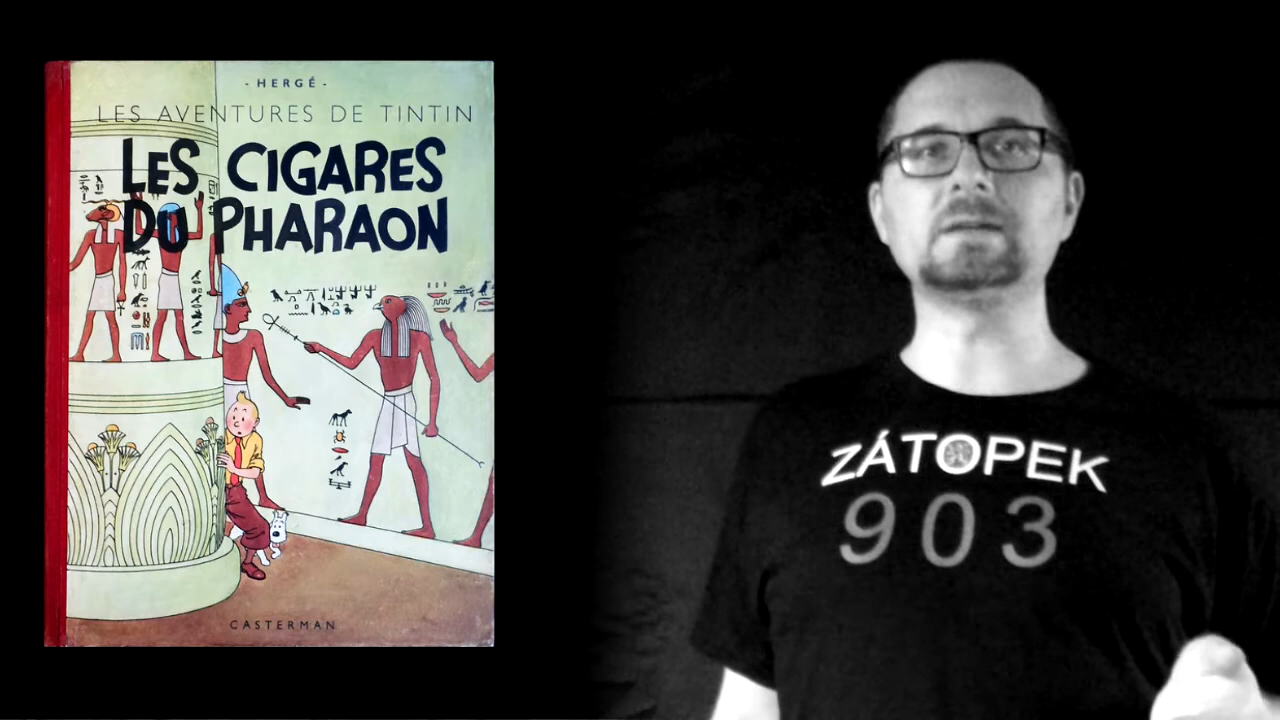 - HERGÉ -
LES AVENTURES DE TINTIN
LES CIGARES
DU PHARAON
CASTERMAN
ZÁTOPEK
903